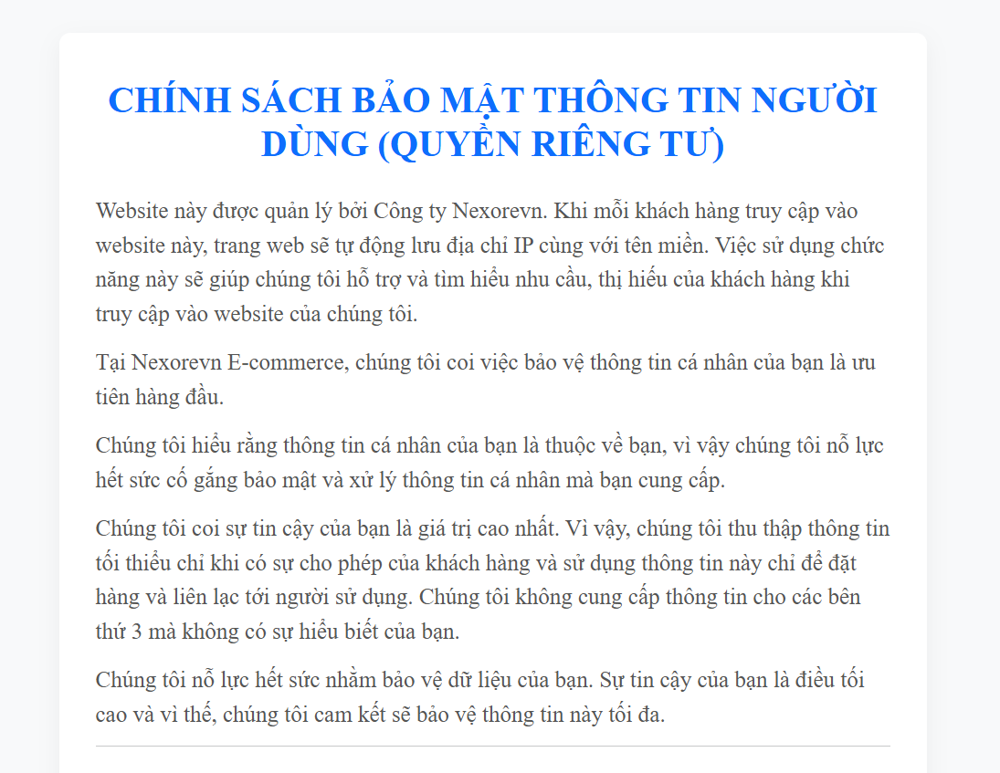 CHÍNH SÁCH BẢO MẬT THÔNG TIN NGƯỜI
DÙNG (QUYỀN RIÊNG TƯ)
Website này được quản lý bởi Công ty Nexorevn. Khi mỗi khách hàng truy cập vào
website này, trang web sẽ tự động lưu địa chỉ IP cùng với tên miền. Việc sử dụng chức
năng này sẽ giúp chúng tôi hỗ trợ và tìm hiểu nhu cầu, thị hiếu của khách hàng khi
truy cập vào website của chúng tôi.
Tại Nexorevn E-commerce, chúng tôi coi việc bảo vệ thông tin cá nhân của bạn là ưu
tiên hàng đầu.
Chúng tôi hiểu rằng thông tin cá nhân của bạn là thuộc về bạn, vì vậy chúng tôi nỗ lực
hết sức cố gắng bảo mật và xử lý thông tin cá nhân mà bạn cung cấp.
Chúng tôi coi sự tin cậy của bạn là giá trị cao nhất. Vì vậy, chúng tôi thu thập thông tin
tối thiểu chỉ khi có sự cho phép của khách hàng và sử dụng thông tin này chỉ để đặt
hàng và liên lạc tới người sử dụng. Chúng tôi không cung cấp thông tin cho các bên
thứ 3 mà không có sự hiểu biết của bạn.
Chúng tôi nỗ lực hết sức nhằm bảo vệ dữ liệu của bạn. Sự tin cậy của bạn là điều tối
cao và vì thế, chúng tôi cam kết sẽ bảo vệ thông tin này tối đa.